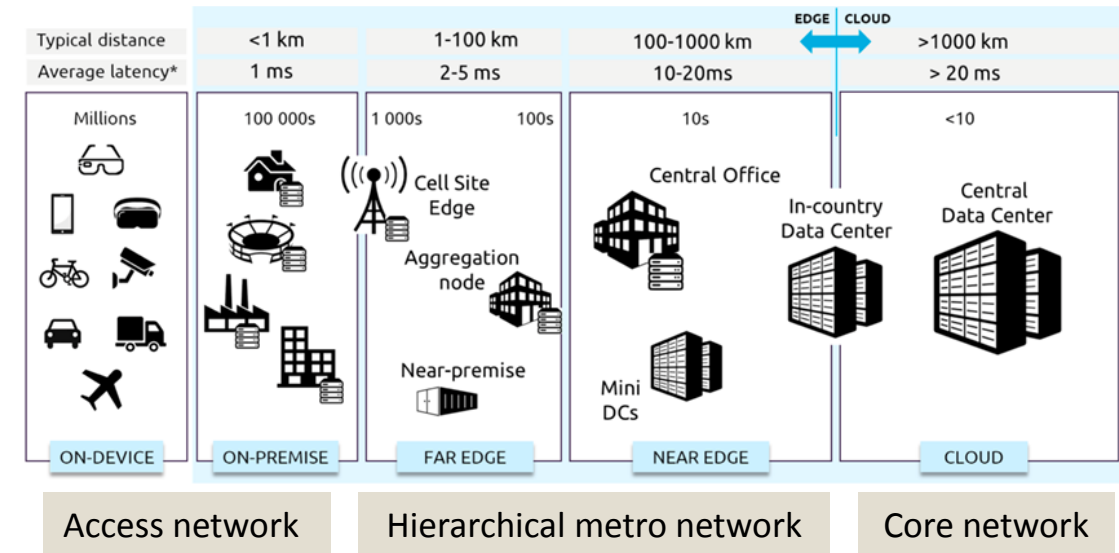 EDGE CLOUD
Typical distance <1 km 1-100 km 100-1000 km >1000 km
Average latency* 1 ms 2-5 ms 10-20ms > 20 ms
Millions 100 000s 1 000s 100s 10s <10
Cell Site
Edge
Aggregation
node
Near-premise
Central Office
Mini
DCs
In-country
Data Center
Central
Data Center
ON-DEVICE ON-PREMISE FAR EDGE NEAR EDGE CLOUD
Access network Hierarchical metro network Core network